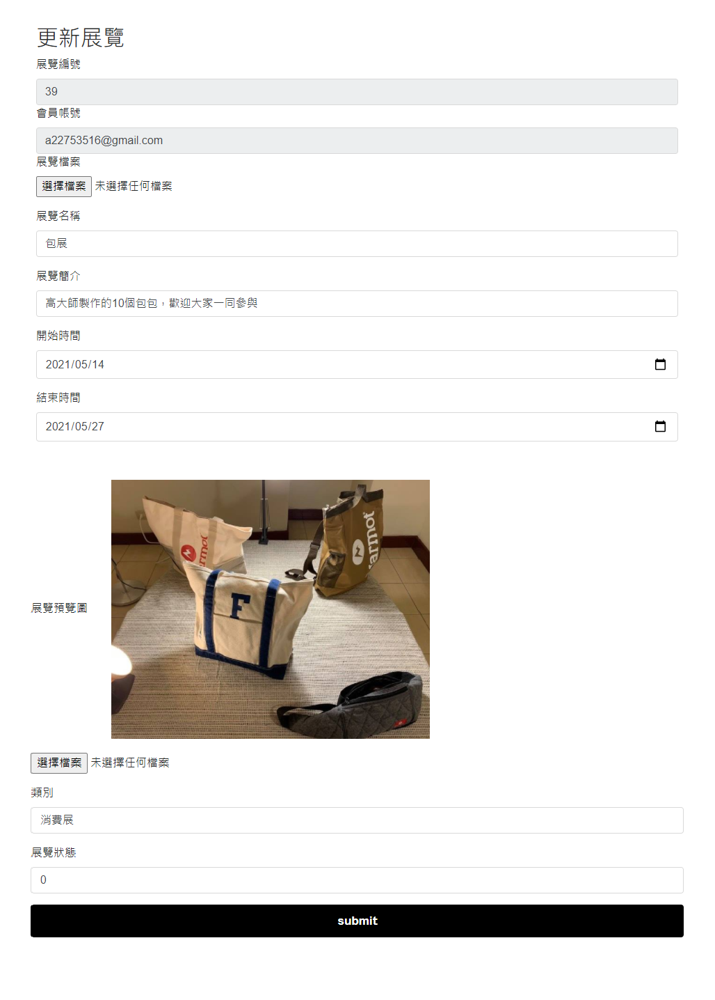 更新展覽
展覽編號
39
會員帳號
a22753516@gmail.com
展覽檔案
選擇檔案 未選擇任何檔案
展覽名稱
包展
展覽簡介
高大師製作的10個包包，歡迎大家一同參與
開始時間
2021/05/14
結束時間
2021/05/27
armot
armot
F
展覽預覽圖
選擇檔案 未選擇任何檔案
類別
消費展
展覽狀態
0
submit